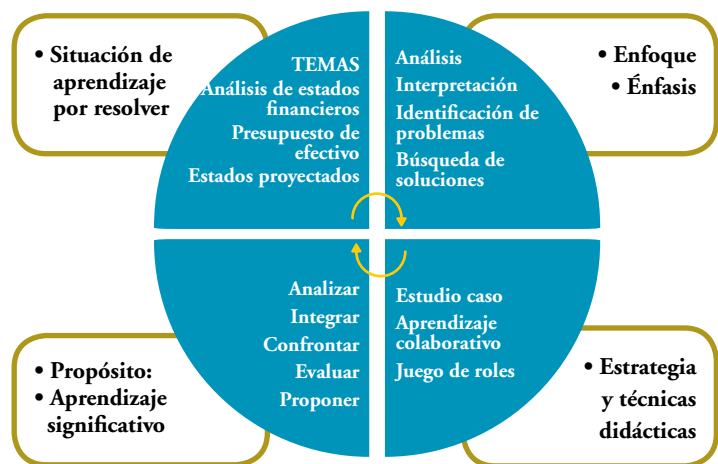 • Situación de
aprendizaje
por resolver
TEMAS
Análisis de estados
financieros
Presupuesto de
efectivo
Estados proyectados
Análisis
Interpretación
Identificación de
problemas
Búsqueda de
soluciones
• Enfoque
• Énfasis
• Propósito:
• Aprendizaje
significativo
Analizar
Integrar
Confrontar
Evaluar
Proponer
Estudio caso
Aprendizaje
colaborativo
Juego de roles
• Estrategia
y técnicas
didácticas